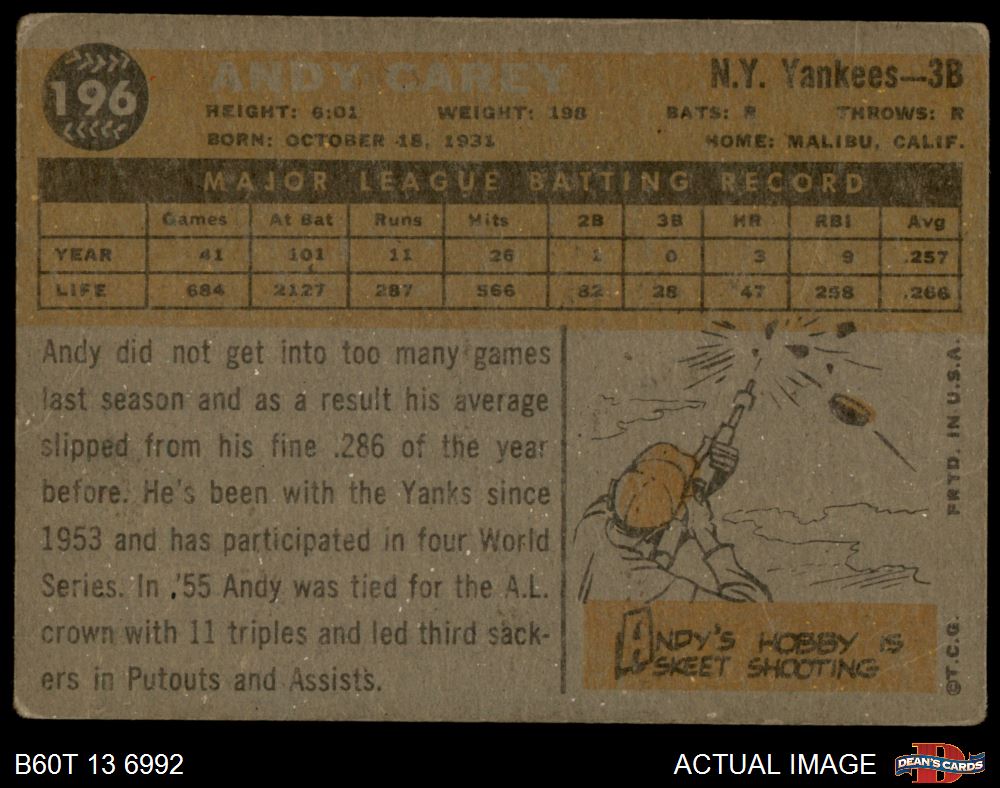 196
ANDY CAREY
N.Y. Yankees—3B
HEIGHT: 6:01 WEIGHT: 198 BATS: R THROWS: R
BORN: OCTOBER 18, 1931 HOME: MALIBU, CALIF.
MAJOR LEAGUE BATTING RECORD
Games At Bat Runs Hits 2B 3B HR RBI Avg
YEAR 41 101 11 26 0 3 9 .257
LIFE 684 2127 287 566 82 28 47 258 .266
Andy did not get into too many games
last season and as a result his average
slipped from his fine .286 of the year
before. He's been with the Yanks since
1953 and has participated in four World
Series. In '55 Andy was tied for the A.L.
crown with 11 triples and led third sack-
ers in Putouts and Assists.
ANDY'S HOBBY IS
SKEET SHOOTING
©T.C.G. PRTD. IN U.S.A.
B60T 13 6992
ACTUAL IMAGE
D
DEAN'S CARDS